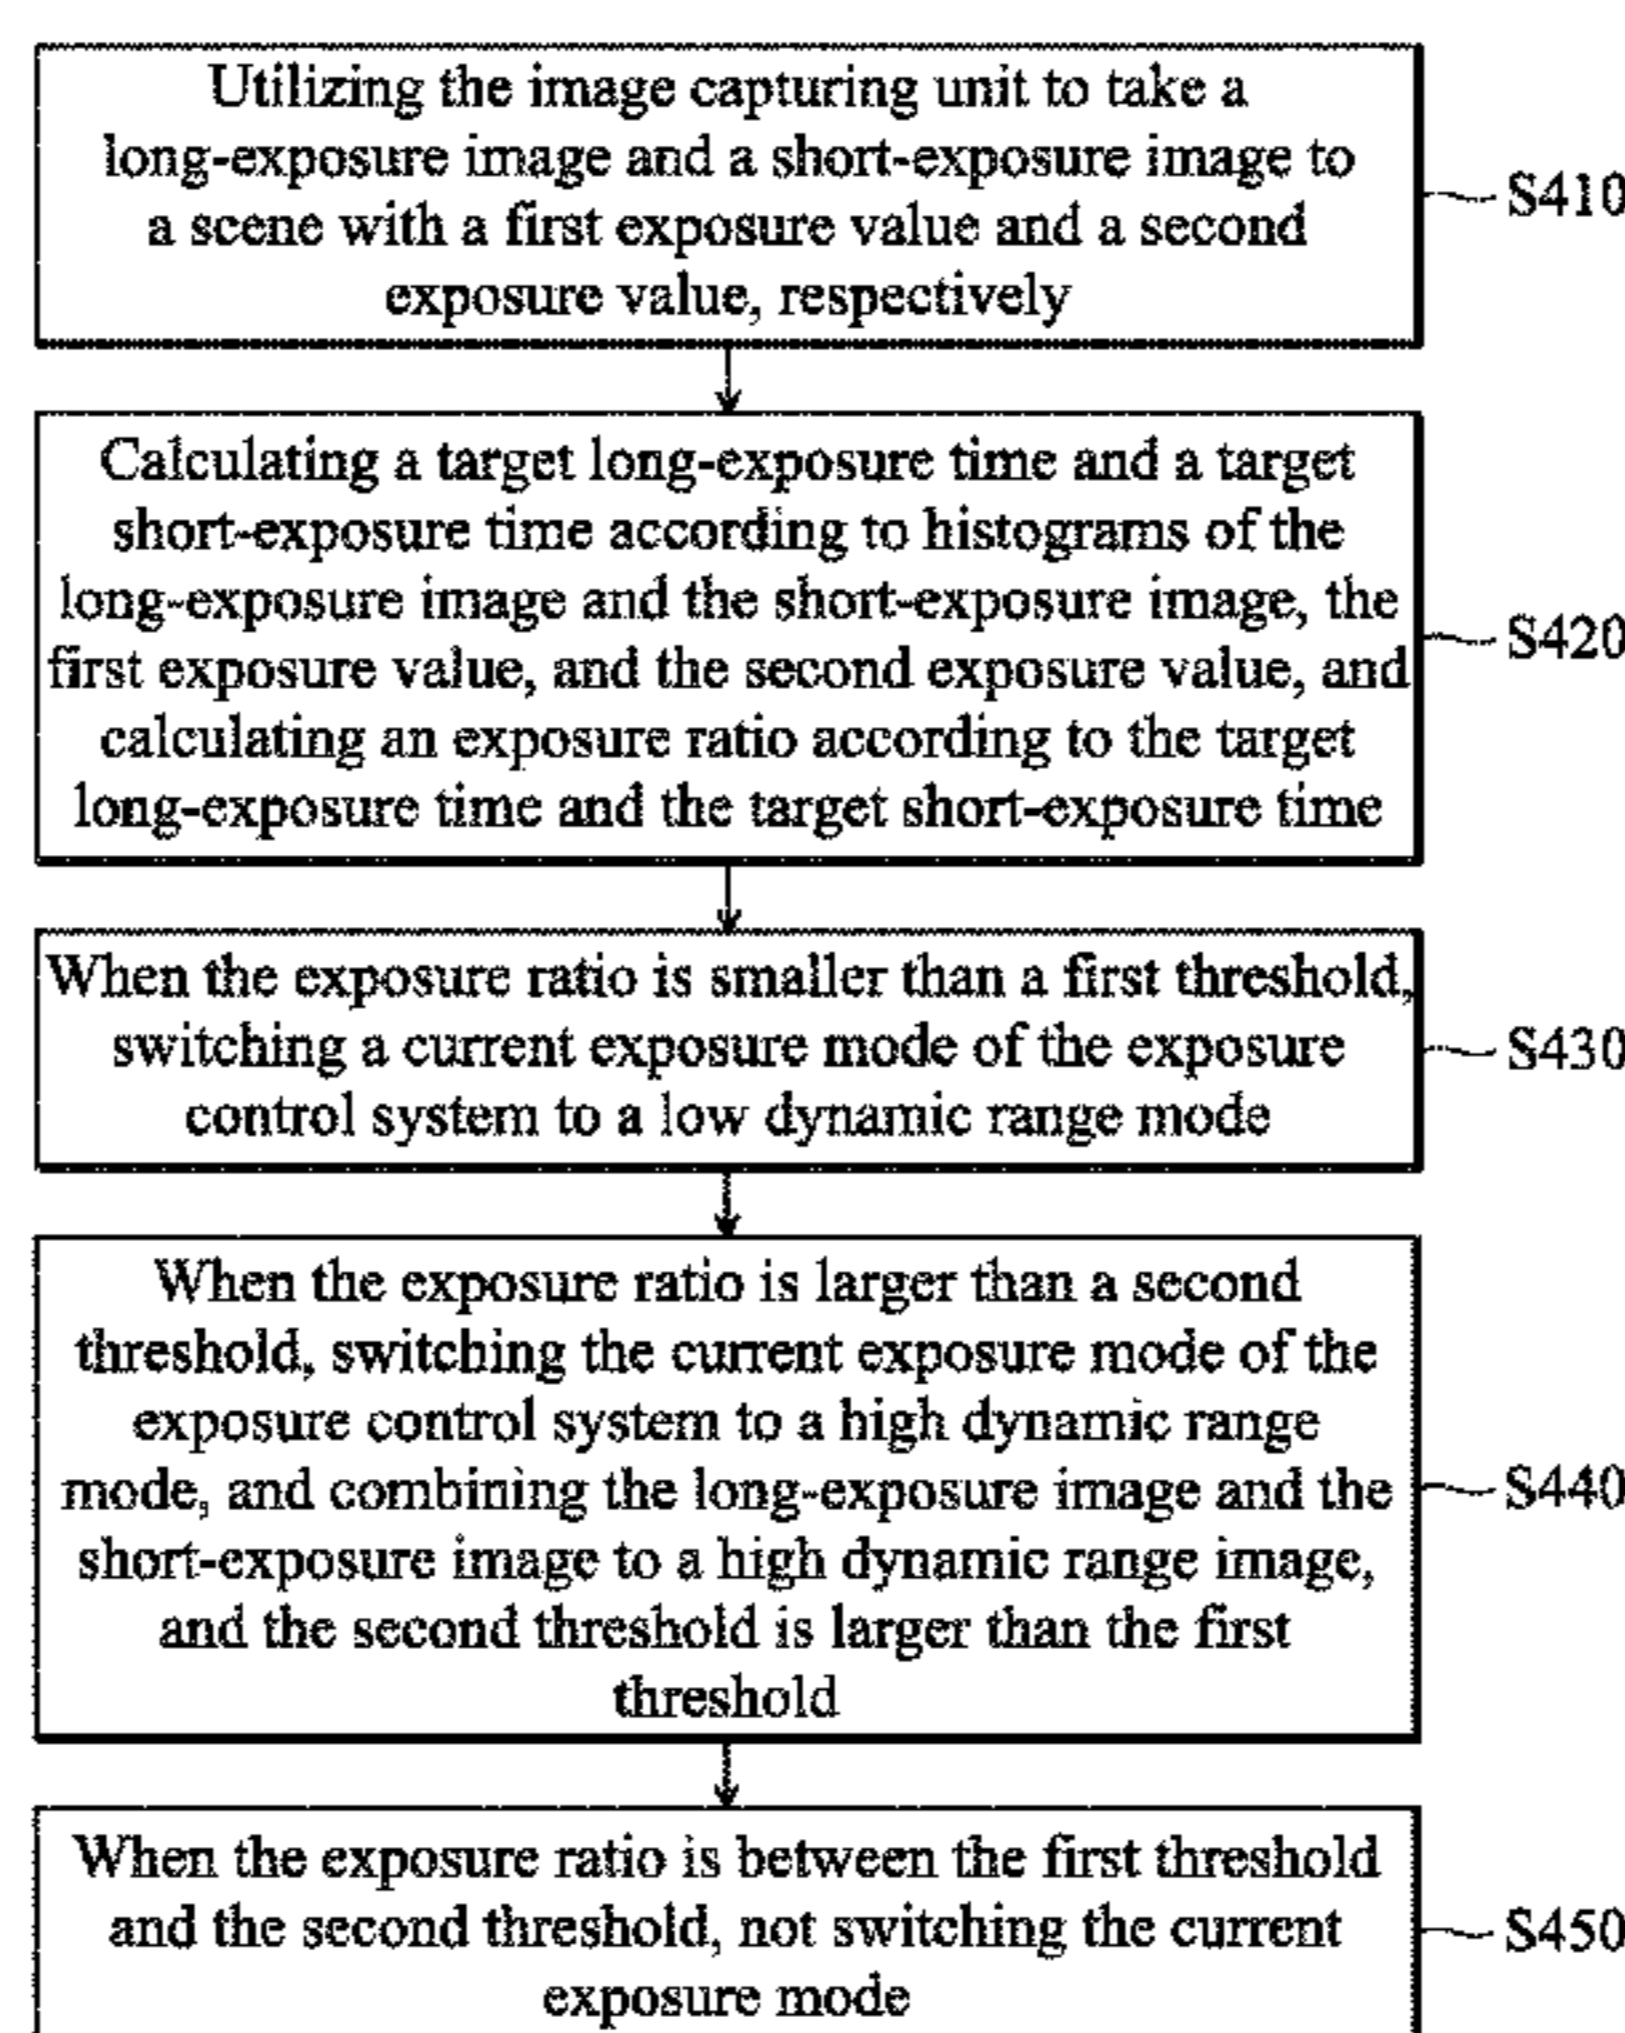 Utilizing the image capturing unit to take a
long-exposure image and a short-exposure image to
a scene with a first exposure value and a second
exposure value, respectively
S410
Calculating a target long-exposure time and a target
short-exposure time according to histograms of the
long-exposure image and the short-exposure image, the
first exposure value, and the second exposure value, and
calculating an exposure ratio according to the target
long-exposure time and the target short-exposure time
S420
When the exposure ratio is smaller than a first threshold,
switching a current exposure mode of the exposure
control system to a low dynamic range mode
S430
When the exposure ratio is larger than a second
threshold, switching the current exposure mode of the
exposure control system to a high dynamic range
mode, and combining the long-exposure image and the
short-exposure image to a high dynamic range image,
and the second threshold is larger than the first
threshold
S440
When the exposure ratio is between the first threshold
and the second threshold, not switching the current
exposure mode
S450